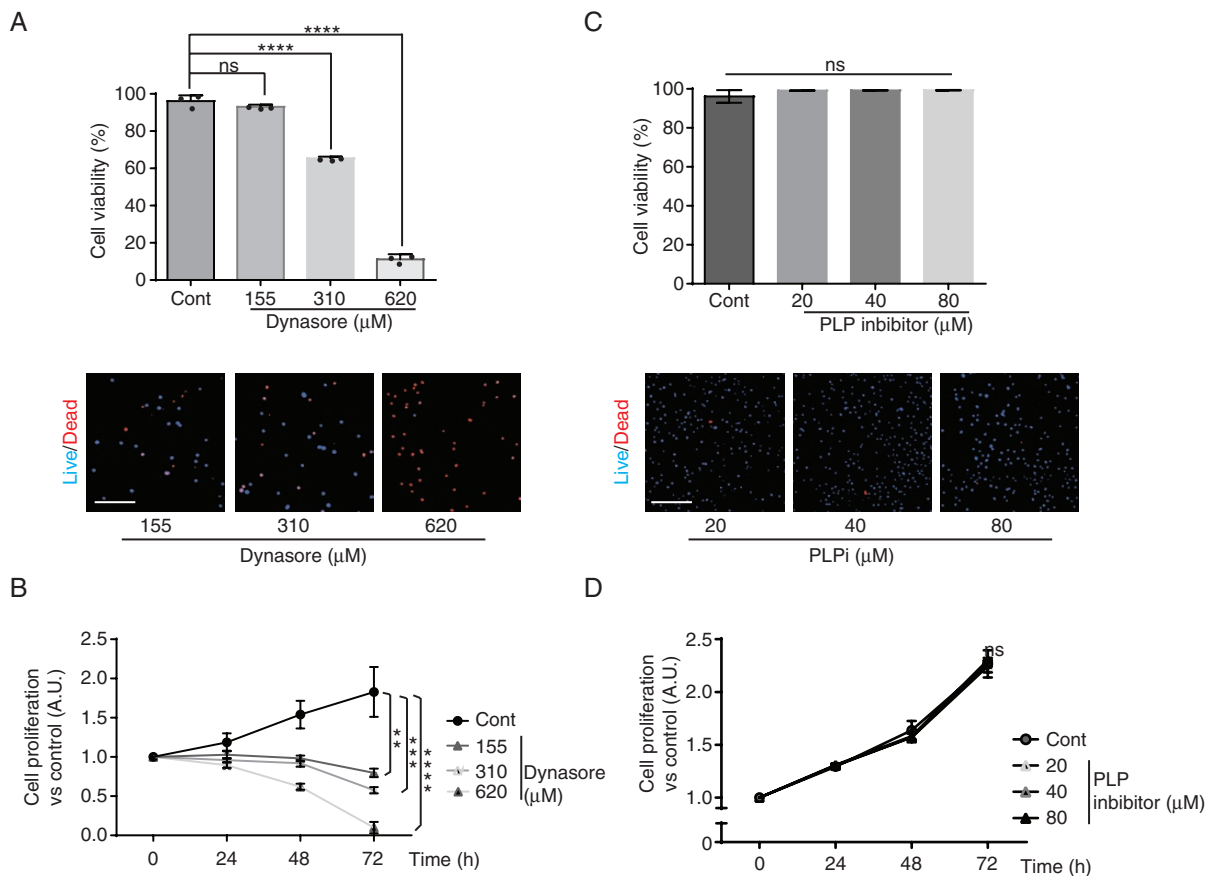 A
****
****
ns
100
80
60
40
20
0
Cell viability (%)
Cont
155
310
620
Dynasore (μM)
Live/Dead
155
310
620
Dynasore (μM)
B
2.5
2.0
1.5
1.0
0.5
0.0
Cell proliferation
vs control (A.U.)
0
24
48
72
Time (h)
**
***
****
Cont
155
310
620
Dynasore
(μM)
C
ns
100
80
60
40
20
0
Cell viability (%)
Cont
20
40
80
PLP inbibitor (μM)
Live/Dead
20
40
80
PLPi (μM)
D
2.5
2.0
1.5
1.0
0
Cell proliferation
vs control (A.U.)
ns
0
24
48
72
Time (h)
Cont
20
40
80
PLP
inbibitor (μM)